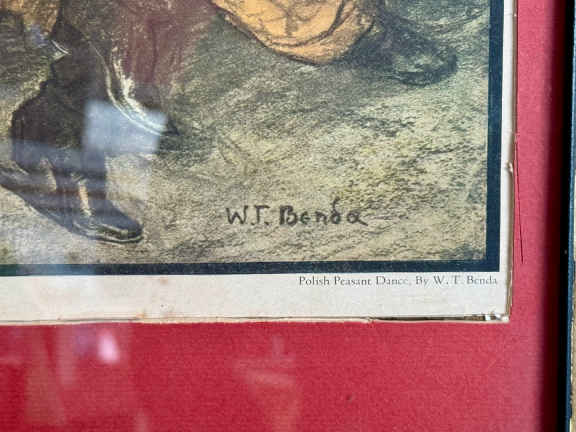 W.T. Benda
Polish Peasant Dance, By W. T. Benda